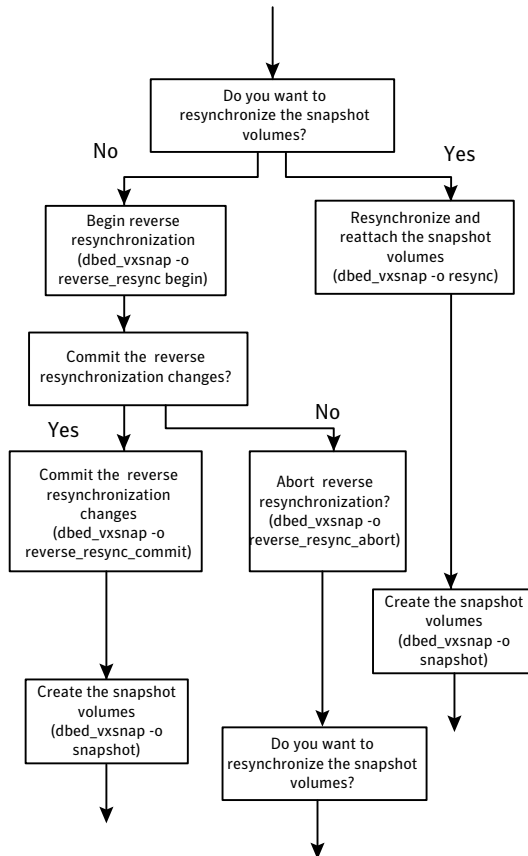 Do you want to
resynchronize the snapshot
volumes?
No
Yes
Begin reverse
resynchronization
(dbed_vxsnap -o
reverse_resync begin)
Resynchronize and
reattach the snapshot
volumes
(dbed_vxsnap -o resync)
Commit the reverse
resynchronization changes?
Yes
No
Commit the reverse
resynchronization
changes
(dbed_vxsnap -o
reverse_resync_commit)
Abort reverse
resynchronization?
(dbed_vxsnap -o
reverse_resync_abort)
Create the snapshot
volumes
(dbed_vxsnap -o
snapshot)
Create the snapshot
volumes
(dbed_vxsnap -o
snapshot)
Do you want to
resynchronize the snapshot
volumes?